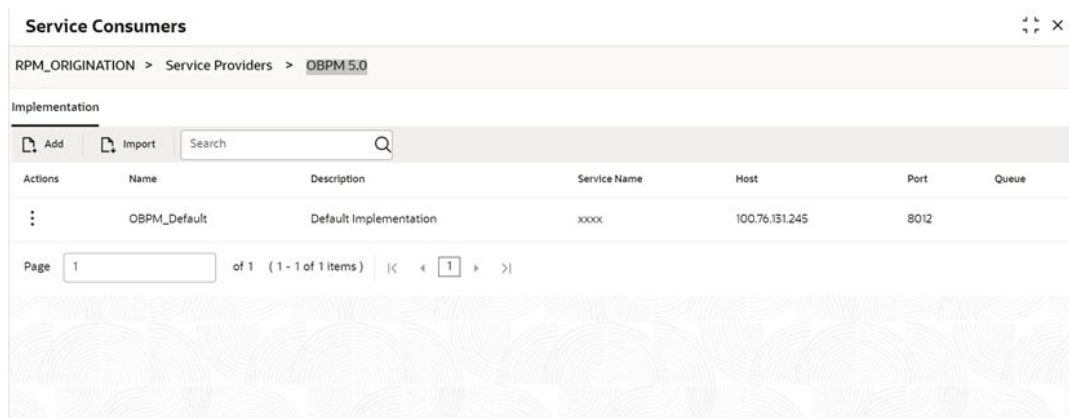 Service Consumers
RPM_ORIGINATION > Service Providers > OBPM 5.0
Implementation
Add Import Search
Actions Name Description Service Name Host Port Queue
OBPM_Default Default Implementation xxxx 100.76.131.245 8012
Page 1 of 1 ( 1 - 1 of 1 items ) 1